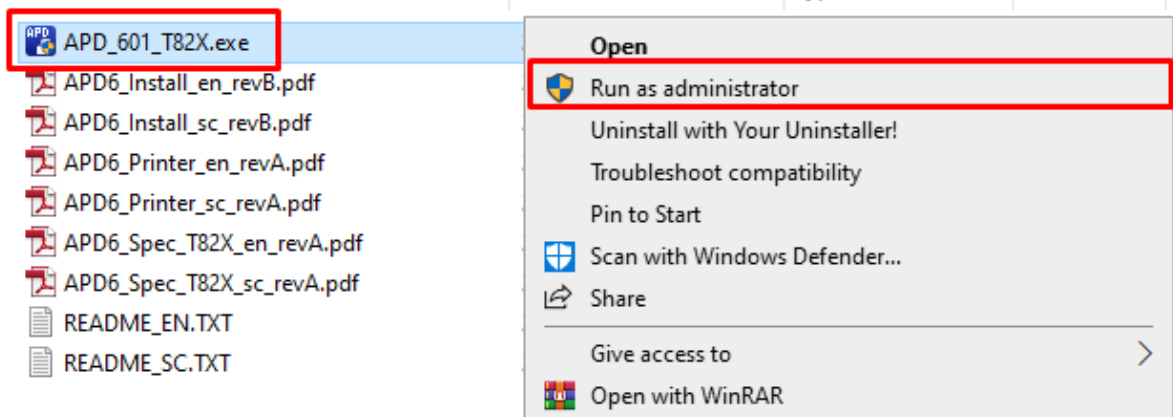 APD_601_T82X.exe
APD6_Install_en_revB.pdf
APD6_Install_sc_revB.pdf
APD6_Printer_en_revA.pdf
APD6_Printer_sc_revA.pdf
APD6_Spec_T82X_en_revA.pdf
APD6_Spec_T82X_sc_revA.pdf
README_EN.TXT
README_SC.TXT
Open
Run as administrator
Uninstall with Your Uninstaller!
Troubleshoot compatibility
Pin to Start
Scan with Windows Defender...
Share
Give access to
Open with WinRAR